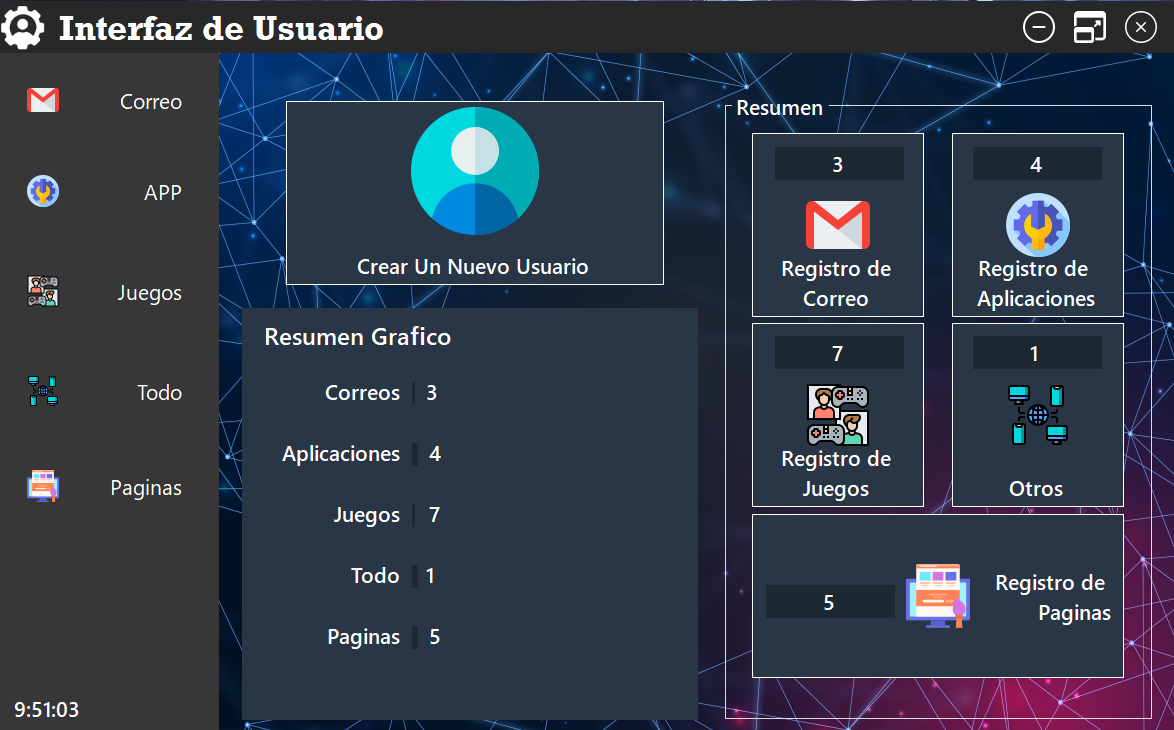 Interfaz de Usuario
Correo
APP
Juegos
Todo
Paginas
9:51:03
Crear Un Nuevo Usuario
Resumen Grafico
Correos 3
Aplicaciones 4
Juegos 7
Todo 1
Paginas 5
Resumen
3
Registro de
Correo
4
Registro de
Aplicaciones
7
Registro de
Juegos
1
Otros
5
Registro de
Paginas